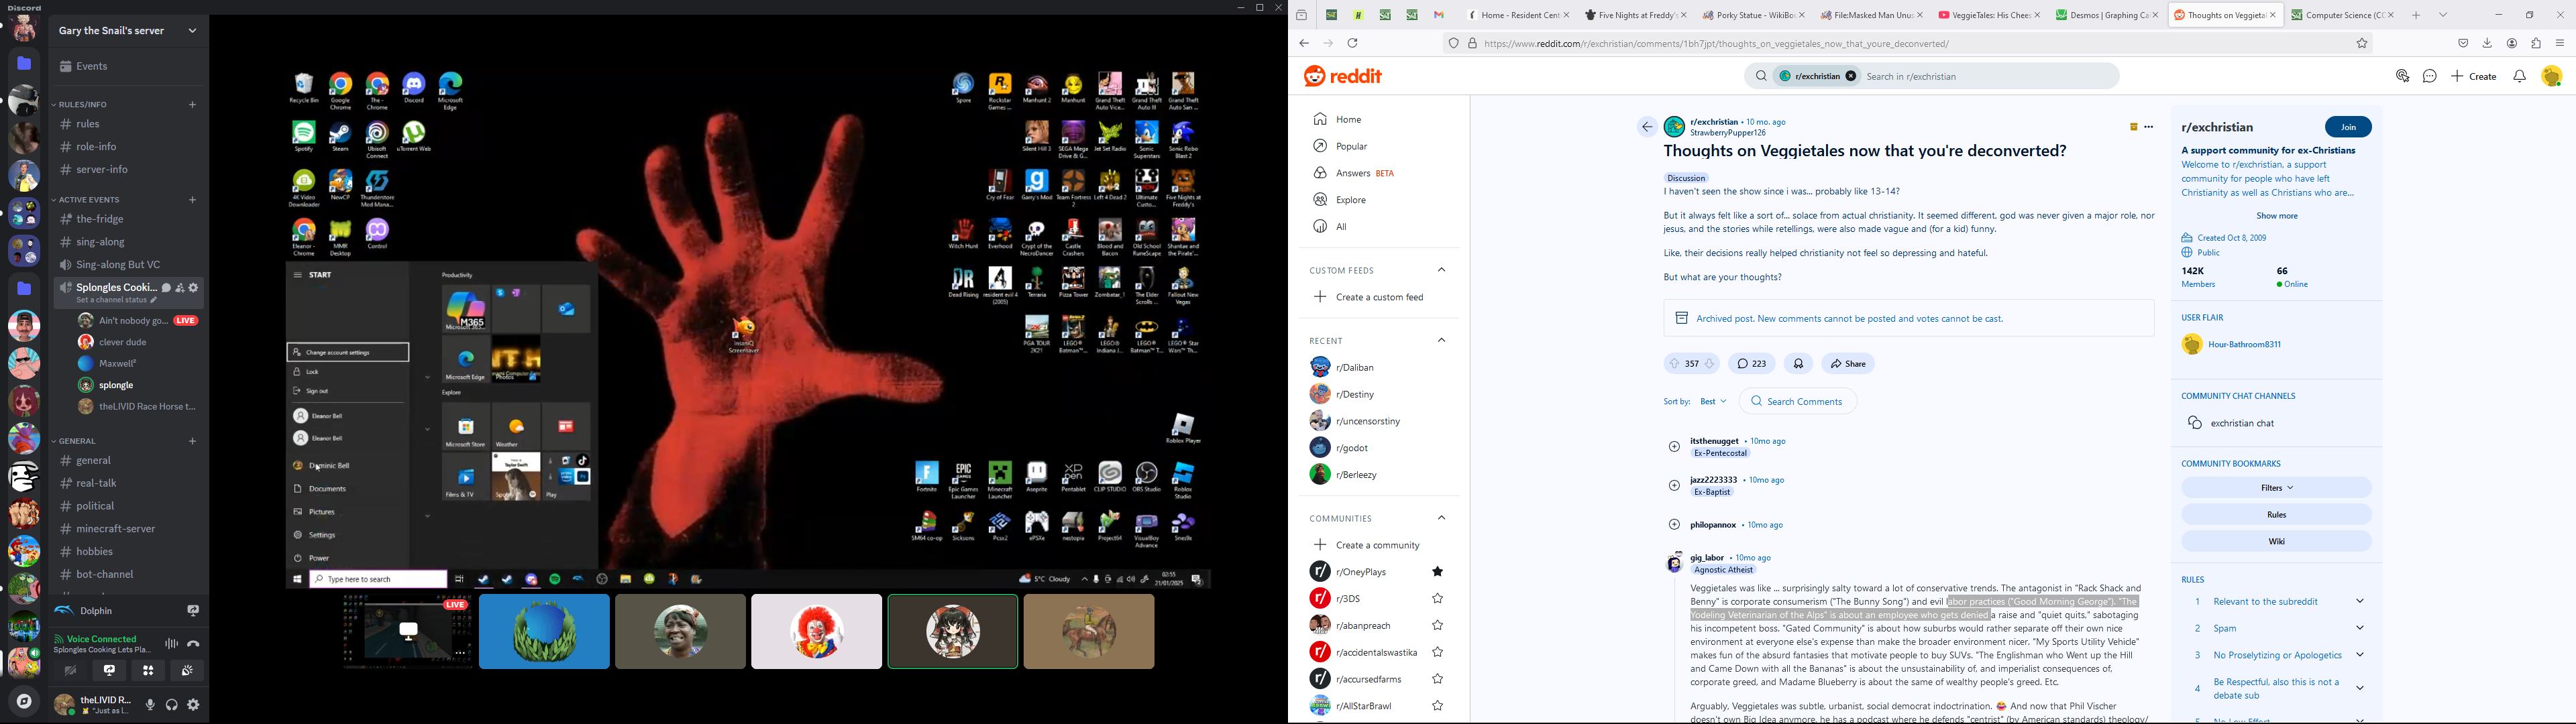 Discord
Gary the Snail's server
Events
RULES/INFO
# rules
# role-info
# server-info
ACTIVE EVENTS
# the-fridge
# sing-along
Sing-along But VC
Splongles Cooki...
Set a channel status
Ain't nobody go... LIVE
clever dude
Maxwell²
splongle
theLIVID Race Horse t...
GENERAL
# general
# real-talk
# political
# minecraft-server
# hobbies
# bot-channel
Dolphin
Voice Connected
Splongles Cooking Lets Pla...
theLIVID R...
"Just as l...
Recycle Bin
Google Chrome
The - Chrome
Discord
Microsoft Edge
Spotify
Steam
Ubisoft Connect
uTorrent Web
4K Video Downloader
NewCP
Thunderstore Mod Mana...
Eleanor - Chrome
MMR Desktop
Control
START
Change account settings
Lock
Sign out
Eleanor Bell
Eleanor Bell
Dominic Bell
Documents
Pictures
Settings
Power
Productivity
M365
Microsoft Edge
Photos
Explore
Microsoft Store
Weather
Films & TV
Play
Type here to search
InsaniQ ScreenSaver
Spore
Rockstar Games ...
Manhunt 2
Manhunt
Grand Theft Auto Vice...
Grand Theft Auto III
Grand Theft Auto San ...
Silent Hill 3
SEGA Mega Drive & G...
Jet Set Radio
Sonic Superstars
Sonic Robo Blast 2
Cry of Fear
Garry's Mod
Team Fortress 2
Left 4 Dead 2
Ultimate Custo...
Five Nights at Freddy's
Witch Hunt
Everhood
Crypt of the NecroDancer
Castle Crashers
Blood and Bacon
Old School RuneScape
Shantae and the Pirate'...
Dead Rising
resident evil 4 (2005)
Terraria
Pizza Tower
Zombatar_1
The Elder Scrolls ...
Fallout New Vegas
PGA TOUR 2K21
LEGO® Batman™...
LEGO® Indiana J...
LEGO® Batman™ T...
LEGO® Star Wars™ Th...
Roblox Player
Fortnite
Epic Games Launcher
Minecraft Launcher
Aseprite
Pentablet
CLIP STUDIO
OBS Studio
Roblox Studio
SM64 co-op
Sicksons
Pcsx2
ePSXe
nestopia
Project64
VisualBoy Advance
Snes9x
5°C Cloudy
02:55
21/01/2025
LIVE
Home - Resident Cent
Five Nights at Freddy's
Porky Statue - WikiBou
File:Masked Man Unus
VeggieTales: His Chees
Desmos | Graphing Ca
Thoughts on Veggietal
Computer Science (CO
https://www.reddit.com/r/exchristian/comments/1bh7jpt/thoughts_on_veggietales_now_that_youre_deconverted/
reddit
r/exchristian
Search in r/exchristian
Create
Home
Popular
Answers BETA
Explore
All
CUSTOM FEEDS
Create a custom feed
RECENT
r/Daliban
r/Destiny
r/uncensorstiny
r/godot
r/Berleezy
COMMUNITIES
Create a community
r/OneyPlays
r/3DS
r/abanpreach
r/accidentalswastika
r/accursedfarms
r/AllStarBrawl
r/exchristian • 10 mo. ago
StrawberryPupper126
Thoughts on Veggietales now that you're deconverted?
Discussion
I haven't seen the show since i was... probably like 13-14?
But it always felt like a sort of... solace from actual christianity. It seemed different, god was never given a major role, nor
jesus, and the stories while retellings, were also made vague and (for a kid) funny.
Like, their decisions really helped christianity not feel so depressing and hateful.
But what are your thoughts?
Archived post. New comments cannot be posted and votes cannot be cast.
357
223
Share
Sort by: Best
Search Comments
itsthenugget • 10mo ago
Ex-Pentecostal
jazz2223333 • 10mo ago
Ex-Baptist
philopannox • 10mo ago
gig_labor • 10mo ago
Agnostic Atheist
Veggietales was like ... surprisingly salty toward a lot of conservative trends. The antagonist in "Rack Shack and
Benny" is corporate consumerism ("The Bunny Song") and evil labor practices ("Good Morning George"). "The
Yodeling Veterinarian of the Alps" is about an employee who gets denied a raise and "quiet quits," sabotaging
his incompetent boss. "Gated Community" is about how suburbs would rather separate off their own nice
environment at everyone else's expense than make the broader environment nicer. "My Sports Utility Vehicle"
makes fun of the absurd fantasies that motivate people to buy SUVs. "The Englishman who Went up the Hill
and Came Down with all the Bananas" is about the unsustainability of, and imperialist consequences of,
corporate greed, and Madame Blueberry is about the same of wealthy people's greed. Etc.
Arguably, Veggietales was subtle, urbanist, social democrat indoctrination. 😂 And now that Phil Vischer
doesn't own Big Idea anymore, he has a podcast where he defends "centrist" (by American standards) theology/
r/exchristian
Join
A support community for ex-Christians
Welcome to r/exchristian, a support
community for people who have left
Christianity as well as Christians who are...
Show more
Created Oct 8, 2009
Public
142K
Members
66
Online
USER FLAIR
Hour-Bathroom8311
COMMUNITY CHAT CHANNELS
exchristian chat
COMMUNITY BOOKMARKS
Filters
Rules
Wiki
RULES
1 Relevant to the subreddit
2 Spam
3 No Proselytizing or Apologetics
4 Be Respectful, also this is not a
debate sub
5 No Low Effort